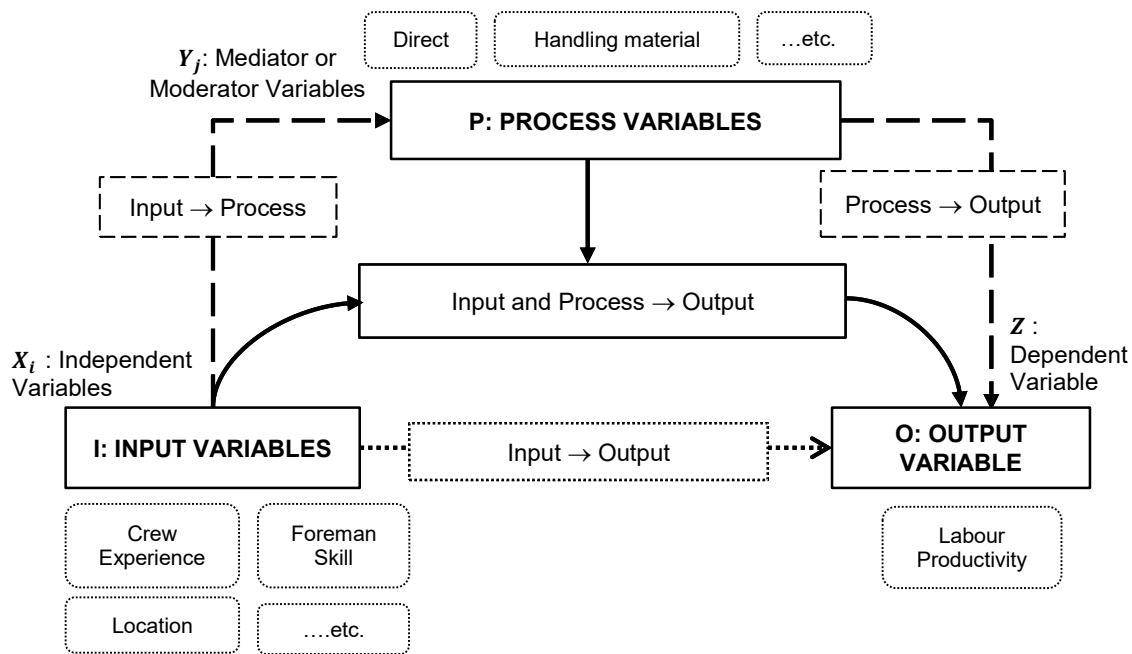 Direct
Handling material
…etc.
Y_j: Mediator or
Moderator Variables
P: PROCESS VARIABLES
Input → Process
Process → Output
Input and Process → Output
X_i : Independent
Variables
Z :
Dependent
Variable
I: INPUT VARIABLES
Input → Output
O: OUTPUT
VARIABLE
Crew
Experience
Foreman
Skill
Labour
Productivity
Location
….etc.